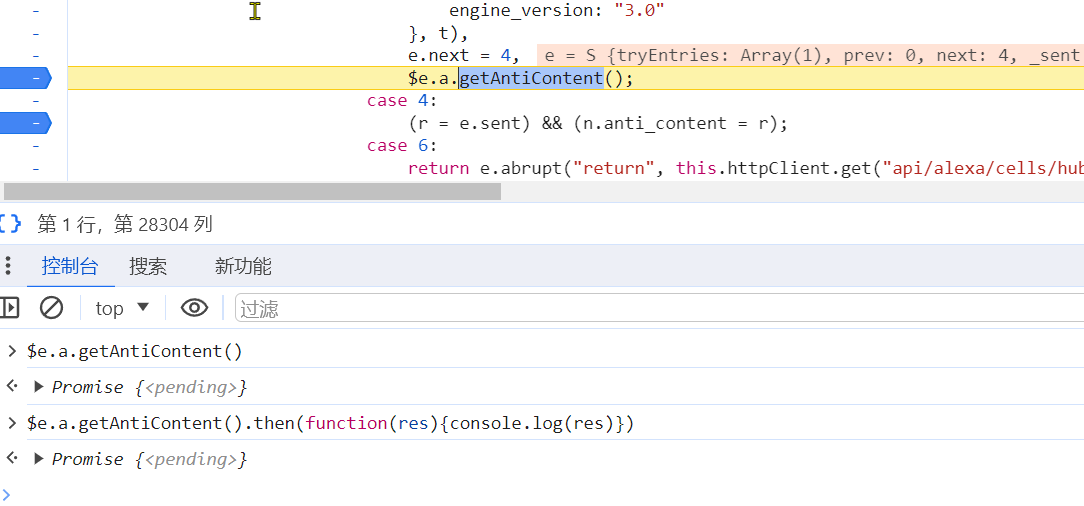 engine_version: "3.0"
}, t),
e.next = 4, e = S {tryEntries: Array(1), prev: 0, next: 4, _sent
$e.a.getAntiContent();
case 4:
(r = e.sent) && (n.anti_content = r);
case 6:
return e.abrupt("return", this.httpClient.get("api/alexa/cells/hub
{} 第 1 行，第 28304 列
控制台 搜索 新功能
top ▼ 过滤
> $e.a.getAntiContent()
<· ▶ Promise {<pending>}
> $e.a.getAntiContent().then(function(res){console.log(res)})
<· ▶ Promise {<pending>}
>